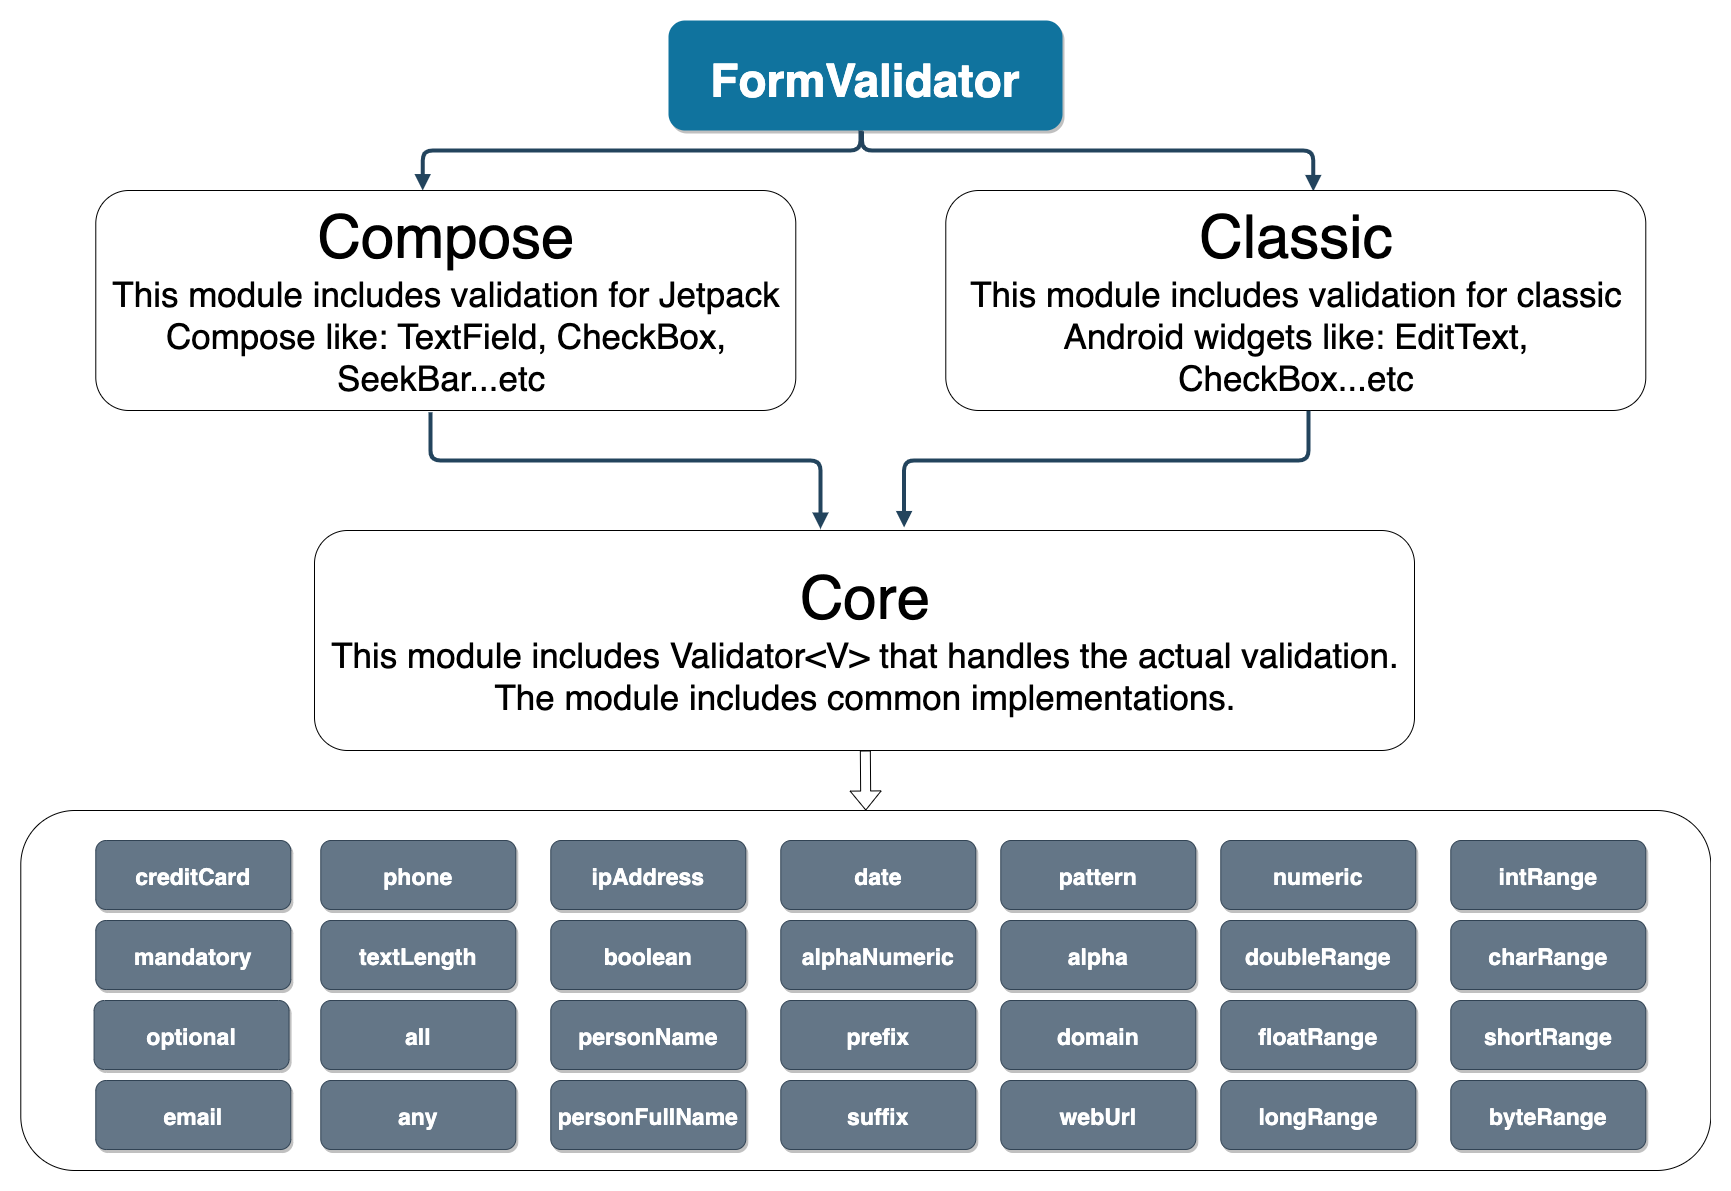 FormValidator
Compose
This module includes validation for Jetpack
Compose like: TextField, CheckBox,
SeekBar...etc
Classic
This module includes validation for classic
Android widgets like: EditText,
CheckBox...etc
Core
This module includes Validator<V> that handles the actual validation.
The module includes common implementations.
creditCard phone ipAddress date pattern numeric intRange
mandatory textLength boolean alphaNumeric alpha doubleRange charRange
optional all personName prefix domain floatRange shortRange
email any personFullName suffix webUrl longRange byteRange